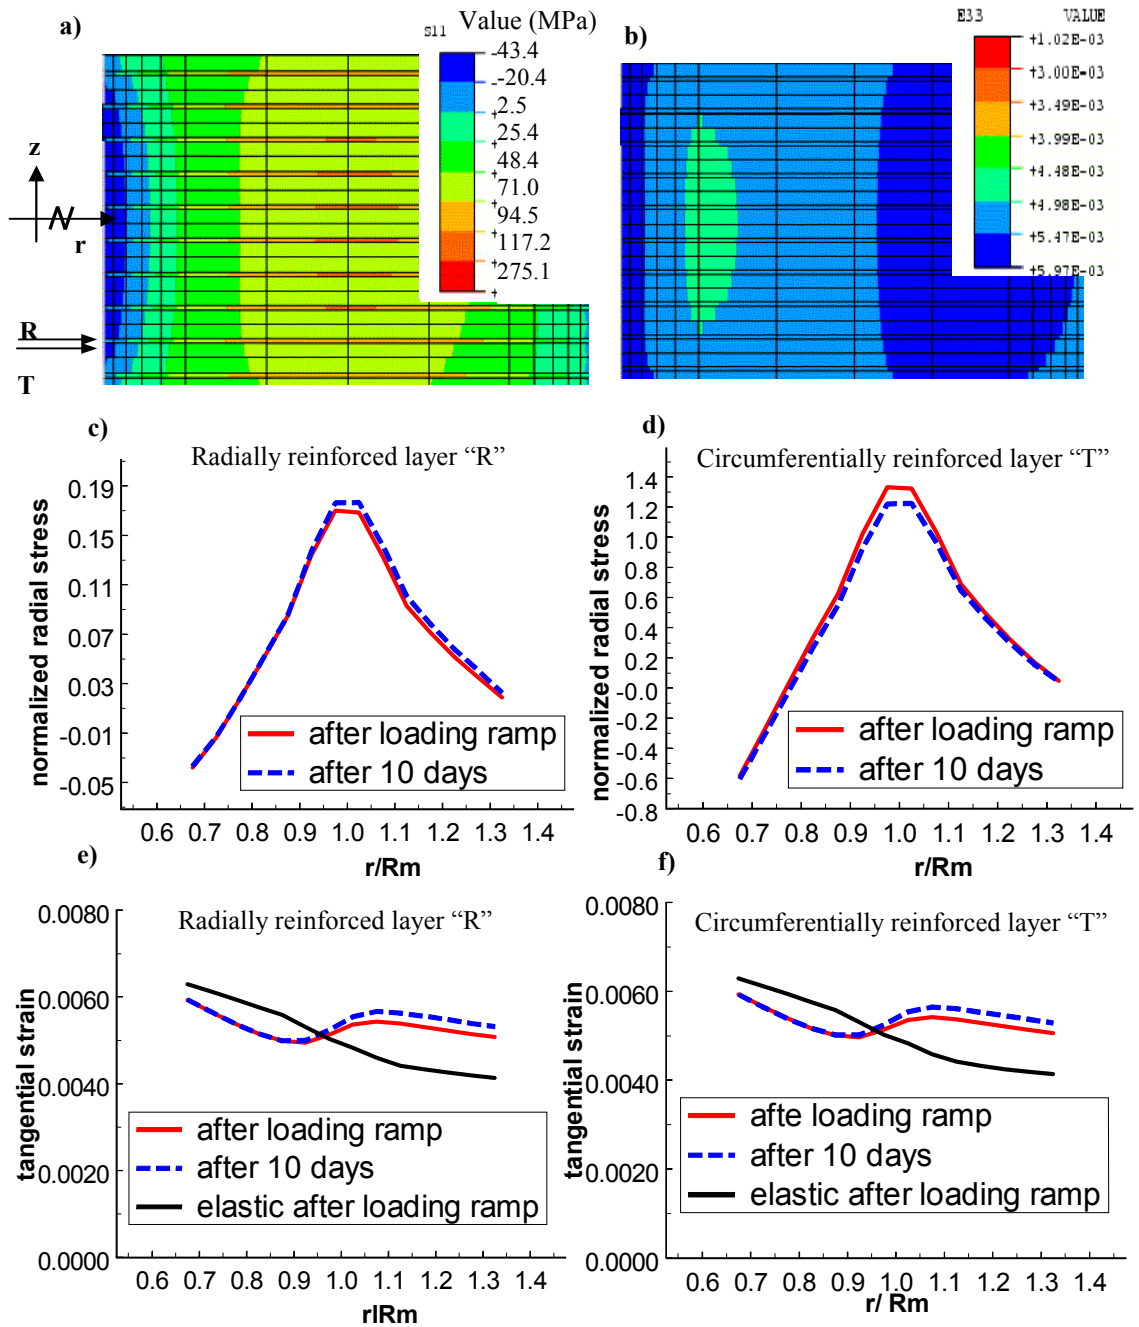 a)
S11
Value (MPa)
-43.4
-20.4
2.5
25.4
48.4
71.0
94.5
117.2
275.1
z
r
R
T
b)
E33 VALUE
+1.02E-03
+3.00E-03
+3.49E-03
+3.99E-03
+4.48E-03
+4.98E-03
+5.47E-03
+5.97E-03
c)
Radially reinforced layer “R”
normalized radial stress
0.19
0.15
0.11
0.07
0.03
-0.01
-0.05
after loading ramp
after 10 days
0.6 0.7 0.8 0.9 1.0 1.1 1.2 1.3 1.4
r/Rm
d)
Circumferentially reinforced layer “T”
normalized radial stress
1.4
1.2
1.0
0.8
0.6
0.4
0.2
-0.0
-0.2
-0.4
-0.6
-0.8
after loading ramp
after 10 days
0.6 0.7 0.8 0.9 1.0 1.1 1.2 1.3 1.4
r/Rm
e)
Radially reinforced layer “R”
tangential strain
0.0080
0.0060
0.0040
0.0020
0.0000
after loading ramp
after 10 days
elastic after loading ramp
0.6 0.7 0.8 0.9 1.0 1.1 1.2 1.3 1.4
r|Rm
f)
Circumferentially reinforced layer “T”
tangential strain
0.0080
0.0060
0.0040
0.0020
0.0000
afte loading ramp
after 10 days
elastic after loading ramp
0.6 0.7 0.8 0.9 1.0 1.1 1.2 1.3 1.4
r/ Rm